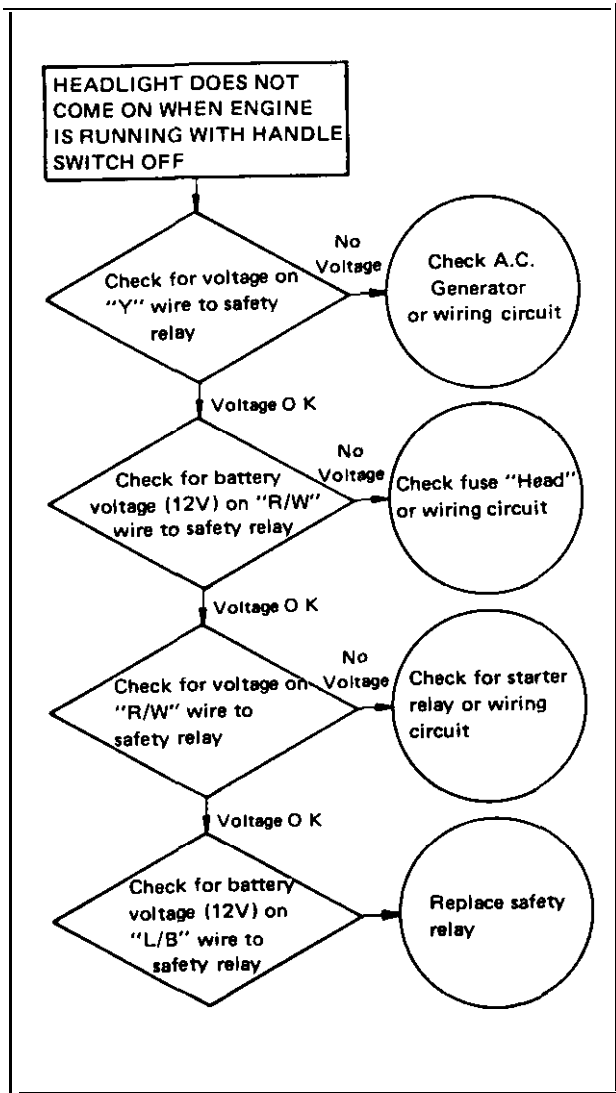 HEADLIGHT DOES NOT
COME ON WHEN ENGINE
IS RUNNING WITH HANDLE
SWITCH OFF
Check for voltage on
"Y" wire to safety
relay
No
Voltage
Check A.C.
Generator
or wiring circuit
Voltage O K
Check for battery
voltage (12V) on "R/W"
wire to safety relay
No
Voltage
Check fuse "Head"
or wiring circuit
Voltage O K
Check for voltage on
"R/W" wire to
safety relay
No
Voltage
Check for starter
relay or wiring
circuit
Voltage O K
Check for battery
voltage (12V) on
"L/B" wire to
safety relay
Replace safety
relay